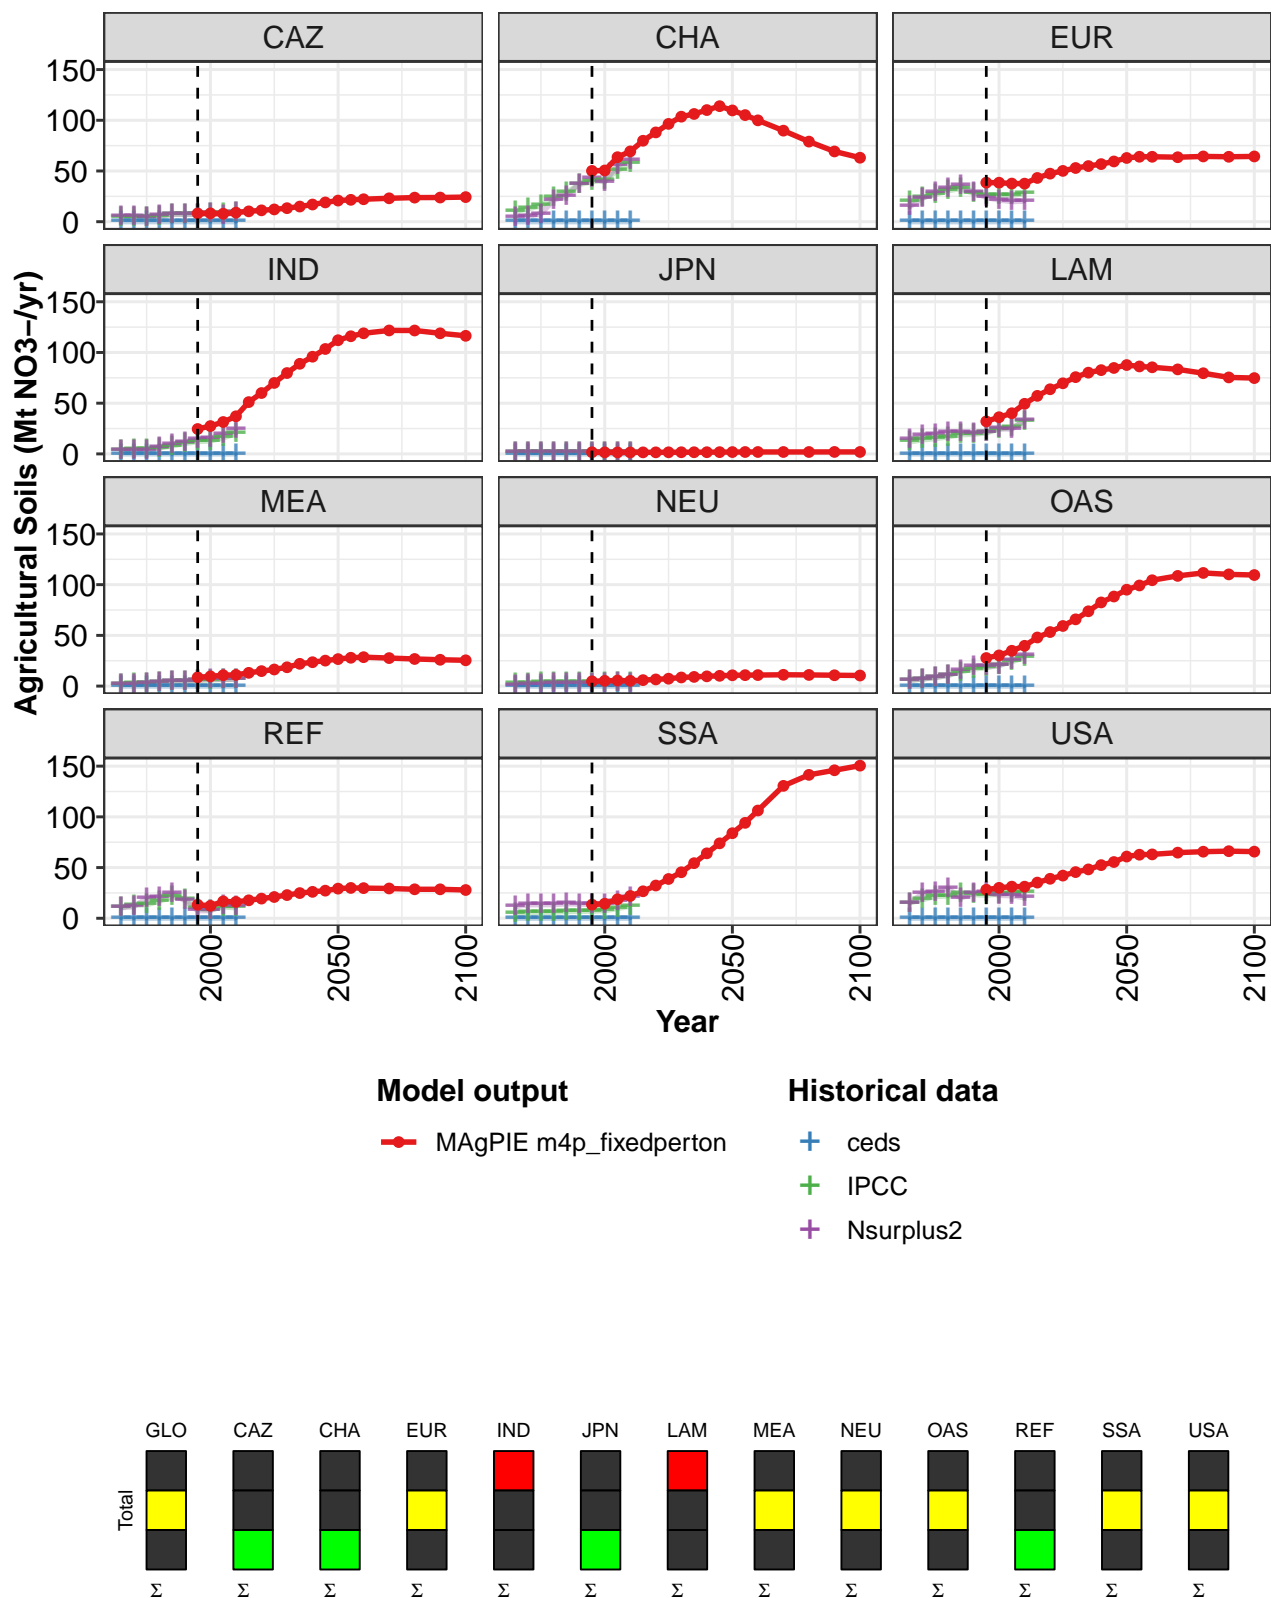 CAZ CHA EUR
150
100
50
0
IND JPN LAM
150
100
50
0
MEA NEU OAS
150
100
50
0
REF SSA USA
150
100
50
0
2000 2050 2100 2000 2050 2100 2000 2050 2100
Agricultural Soils (Mt NO3−/yr)
Year
Model output
MAgPIE m4p_fixedperton
Historical data
ceds
IPCC
Nsurplus2
GLO CAZ CHA EUR IND JPN LAM MEA NEU OAS REF SSA USA
Total
Σ Σ Σ Σ Σ Σ Σ Σ Σ Σ Σ Σ Σ